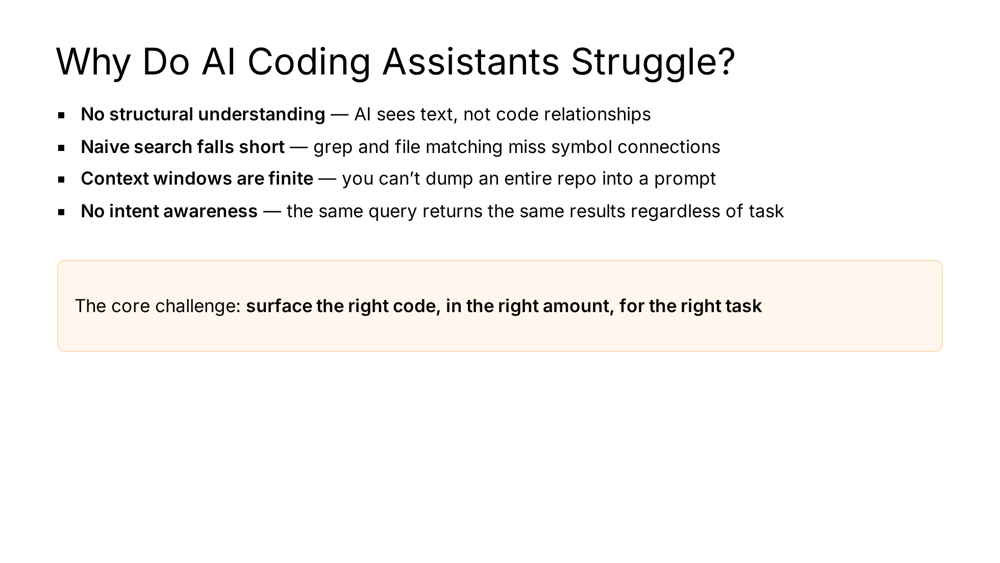 Why Do AI Coding Assistants Struggle?
▪ No structural understanding — AI sees text, not code relationships
▪ Naive search falls short — grep and file matching miss symbol connections
▪ Context windows are finite — you can’t dump an entire repo into a prompt
▪ No intent awareness — the same query returns the same results regardless of task
The core challenge: surface the right code, in the right amount, for the right task